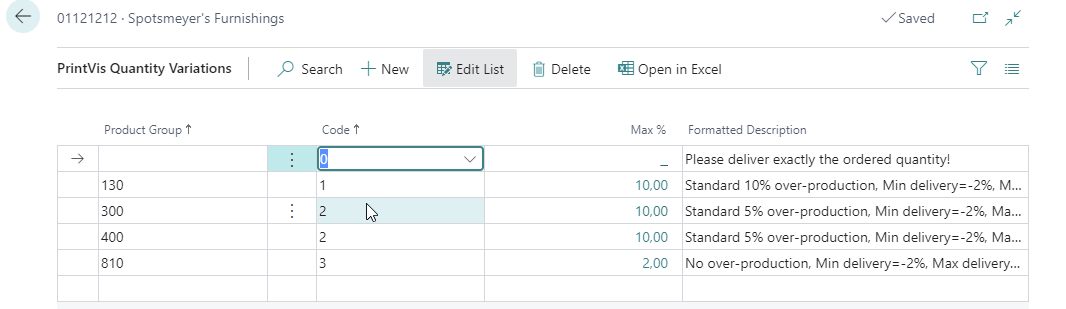 01121212 · Spotsmeyer's Furnishings
Saved
PrintVis Quantity Variations
Search
New
Edit List
Delete
Open in Excel
Product Group ↑ Code ↑ Max % Formatted Description
0 _ Please deliver exactly the ordered quantity!
130 1 10,00 Standard 10% over-production, Min delivery=-2%, M...
300 2 10,00 Standard 5% over-production, Min delivery=-2%, Ma...
400 2 10,00 Standard 5% over-production, Min delivery=-2%, Ma...
810 3 2,00 No over-production, Min delivery=-2%, Max delivery...